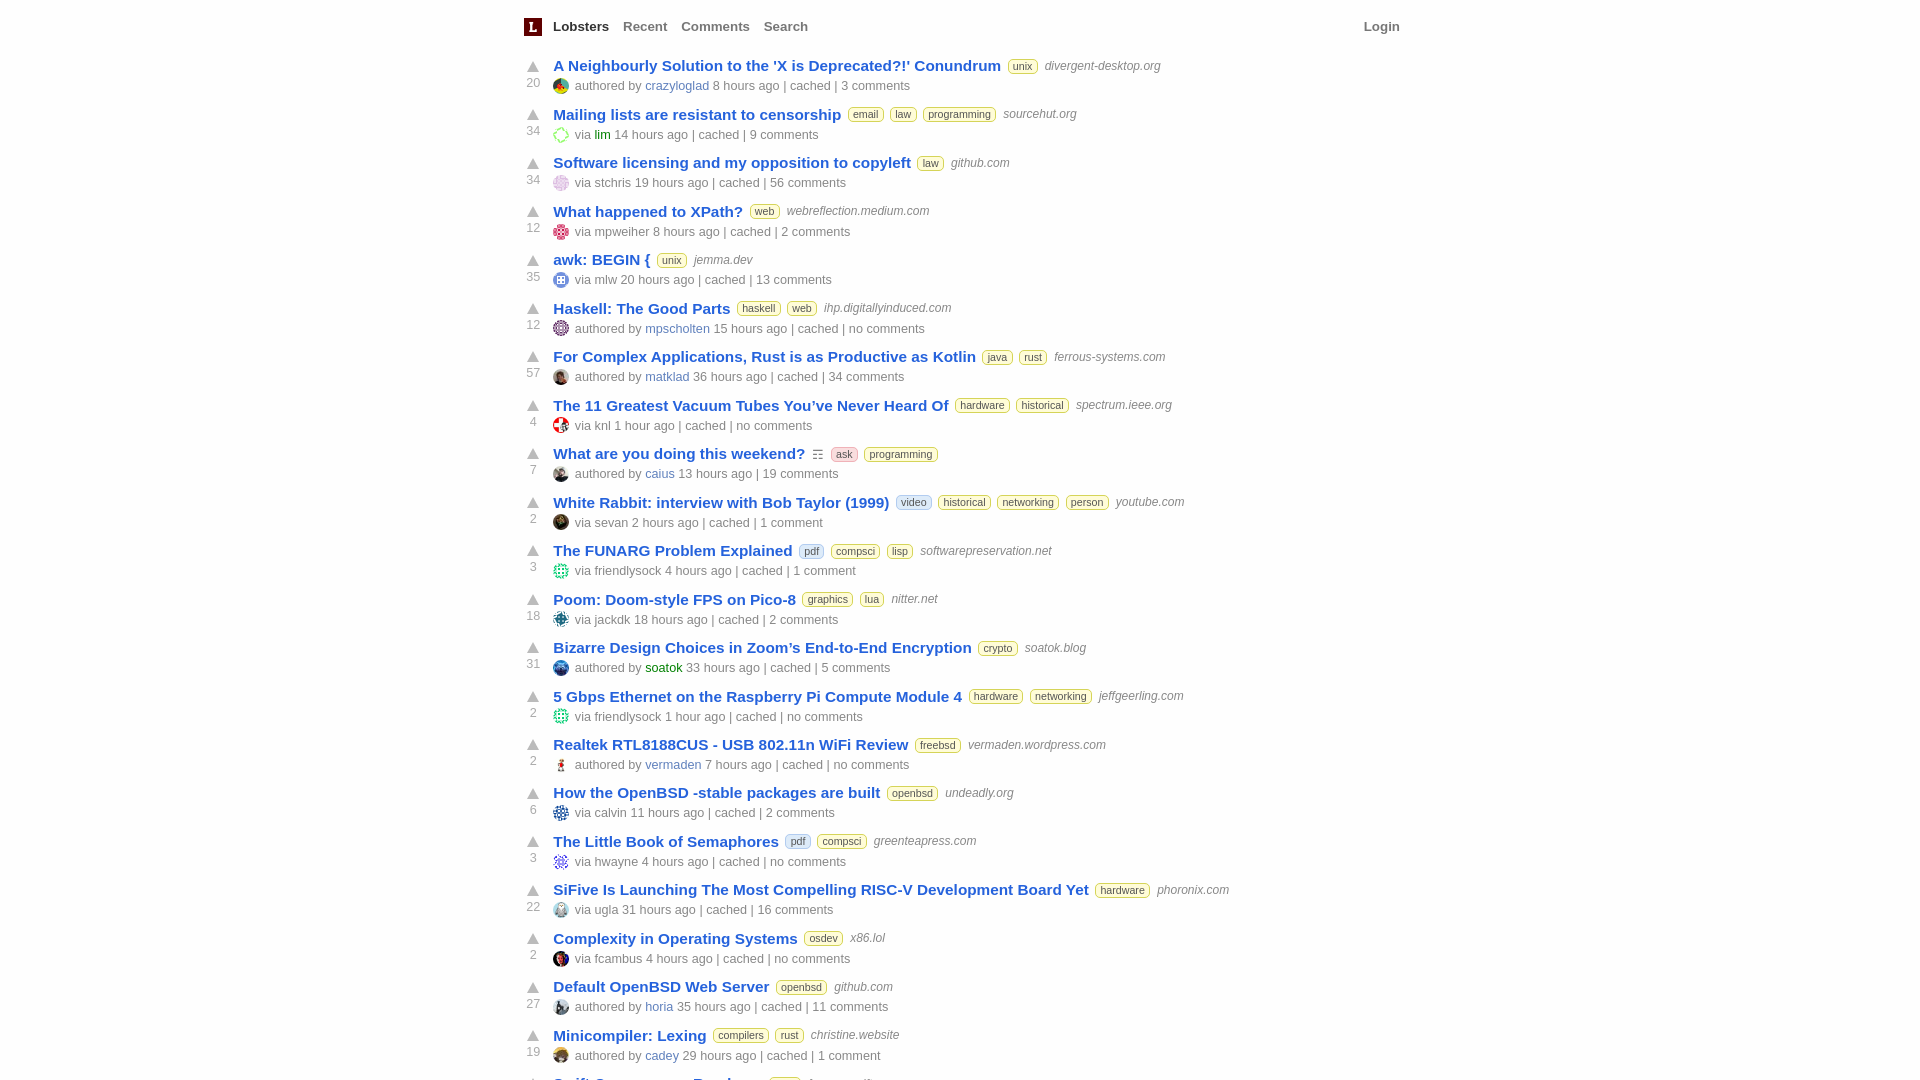 L Lobsters Recent Comments Search Login
A Neighbourly Solution to the 'X is Deprecated?!' Conundrum unix divergent-desktop.org
20 authored by crazyloglad 8 hours ago | cached | 3 comments
Mailing lists are resistant to censorship email law programming sourcehut.org
34 via lim 14 hours ago | cached | 9 comments
Software licensing and my opposition to copyleft law github.com
34 via stchris 19 hours ago | cached | 56 comments
What happened to XPath? web webreflection.medium.com
12 via mpweiher 8 hours ago | cached | 2 comments
awk: BEGIN { unix jemma.dev
35 via mlw 20 hours ago | cached | 13 comments
Haskell: The Good Parts haskell web ihp.digitallyinduced.com
12 authored by mpscholten 15 hours ago | cached | no comments
For Complex Applications, Rust is as Productive as Kotlin java rust ferrous-systems.com
57 authored by matklad 36 hours ago | cached | 34 comments
The 11 Greatest Vacuum Tubes You’ve Never Heard Of hardware historical spectrum.ieee.org
4 via knl 1 hour ago | cached | no comments
What are you doing this weekend? ☶ ask programming
7 authored by caius 13 hours ago | 19 comments
White Rabbit: interview with Bob Taylor (1999) video historical networking person youtube.com
2 via sevan 2 hours ago | cached | 1 comment
The FUNARG Problem Explained pdf compsci lisp softwarepreservation.net
3 via friendlysock 4 hours ago | cached | 1 comment
Poom: Doom-style FPS on Pico-8 graphics lua nitter.net
18 via jackdk 18 hours ago | cached | 2 comments
Bizarre Design Choices in Zoom’s End-to-End Encryption crypto soatok.blog
31 authored by soatok 33 hours ago | cached | 5 comments
5 Gbps Ethernet on the Raspberry Pi Compute Module 4 hardware networking jeffgeerling.com
2 via friendlysock 1 hour ago | cached | no comments
Realtek RTL8188CUS - USB 802.11n WiFi Review freebsd vermaden.wordpress.com
2 authored by vermaden 7 hours ago | cached | no comments
How the OpenBSD -stable packages are built openbsd undeadly.org
6 via calvin 11 hours ago | cached | 2 comments
The Little Book of Semaphores pdf compsci greenteapress.com
3 via hwayne 4 hours ago | cached | no comments
SiFive Is Launching The Most Compelling RISC-V Development Board Yet hardware phoronix.com
22 via ugla 31 hours ago | cached | 16 comments
Complexity in Operating Systems osdev x86.lol
2 via fcambus 4 hours ago | cached | no comments
Default OpenBSD Web Server openbsd github.com
27 authored by horia 35 hours ago | cached | 11 comments
Minicompiler: Lexing compilers rust christine.website
19 authored by cadey 29 hours ago | cached | 1 comment